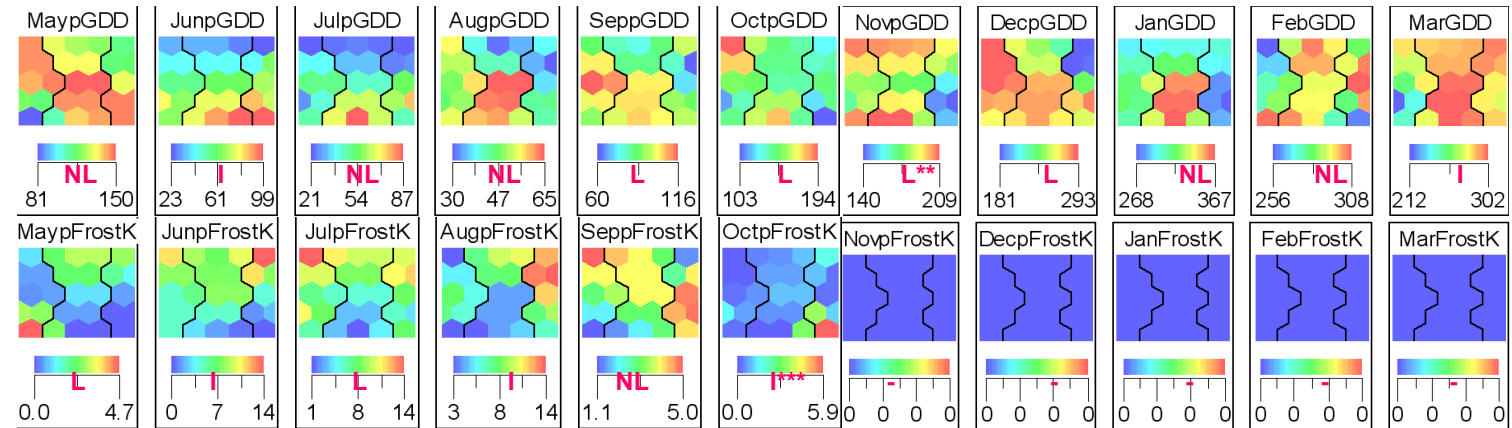 MaypGDD JunpGDD JulpGDD AugpGDD SeppGDD OctpGDD NovpGDD DecpGDD JanGDD FebGDD MarGDD
NL I NL NL L L L** L NL NL I
81 150 23 61 99 21 54 87 30 47 65 60 116 103 194 140 209 181 293 268 367 256 308 212 302
MaypFrostK JunpFrostK JulpFrostK AugpFrostK SeppFrostK OctpFrostK NovpFrostK DecpFrostK JanFrostK FebFrostK MarFrostK
L I L I NL I*** - - - - -
0.0 4.7 0 7 14 1 8 14 3 8 14 1.1 5.0 0.0 5.9 0 0 0 0 0 0 0 0 0 0 0 0 0 0 0 0 0 0 0 0